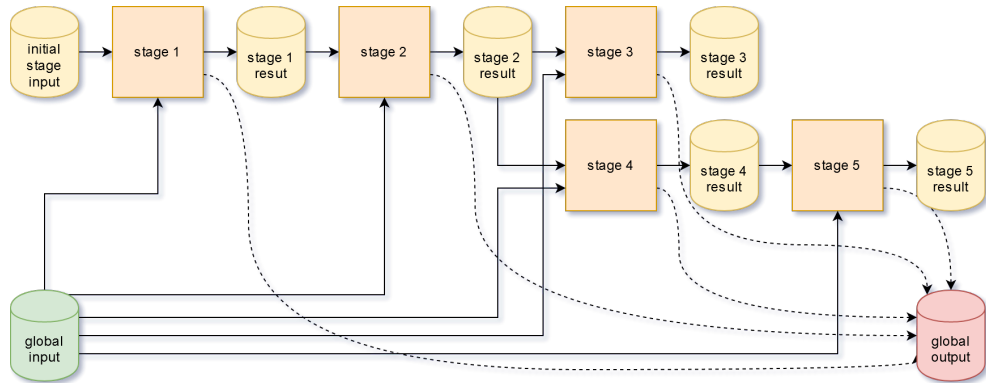 initial
stage
input
stage 1
stage 1
resut
stage 2
stage 2
result
stage 3
stage 3
result
stage 4
stage 4
result
stage 5
stage 5
result
global
input
global
output